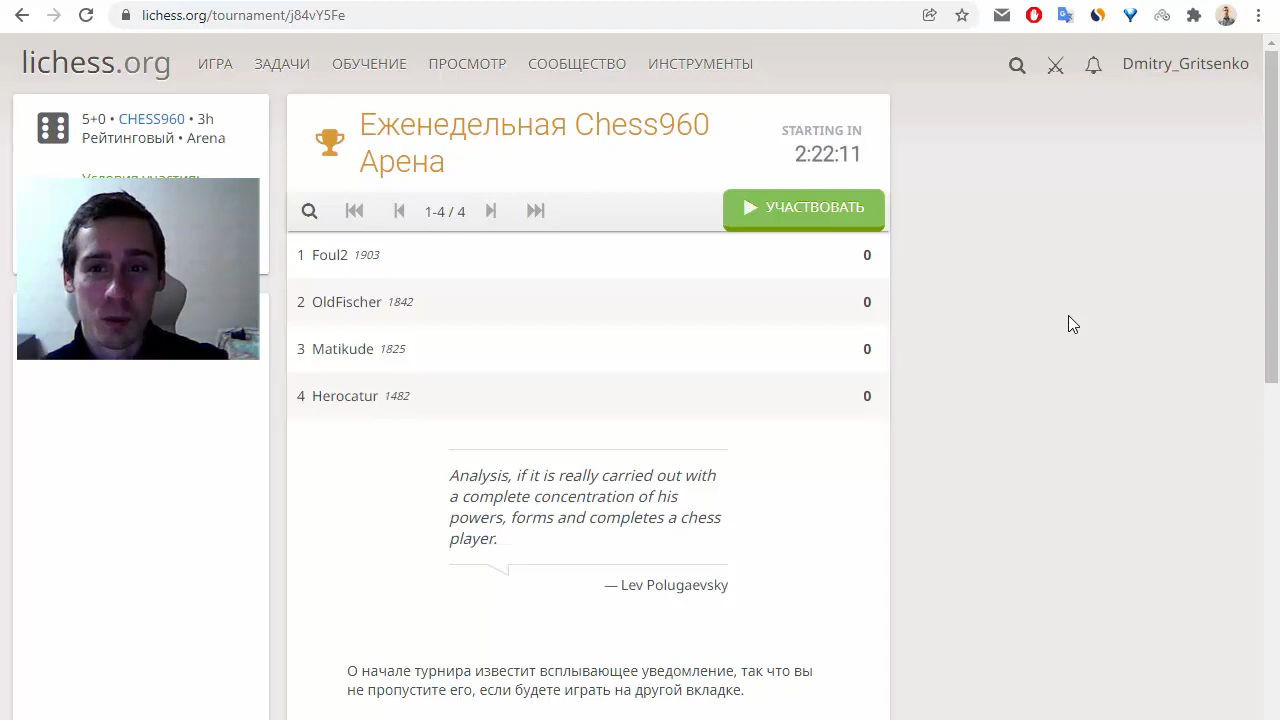 lichess.org/tournament/j84vY5Fe
lichess.org ИГРА ЗАДАЧИ ОБУЧЕНИЕ ПРОСМОТР СООБЩЕСТВО ИНСТРУМЕНТЫ Dmitry_Gritsenko
5+0 • CHESS960 • 3h
Рейтинговый • Arena
Условия участия:
Еженедельная Chess960
Арена
STARTING IN
2:22:11
1-4 / 4
УЧАСТВОВАТЬ
1 Foul2 1903 0
2 OldFischer 1842 0
3 Matikude 1825 0
4 Herocatur 1482 0
Analysis, if it is really carried out with
a complete concentration of his
powers, forms and completes a chess
player.
— Lev Polugaevsky
О начале турнира известит всплывающее уведомление, так что вы
не пропустите его, если будете играть на другой вкладке.